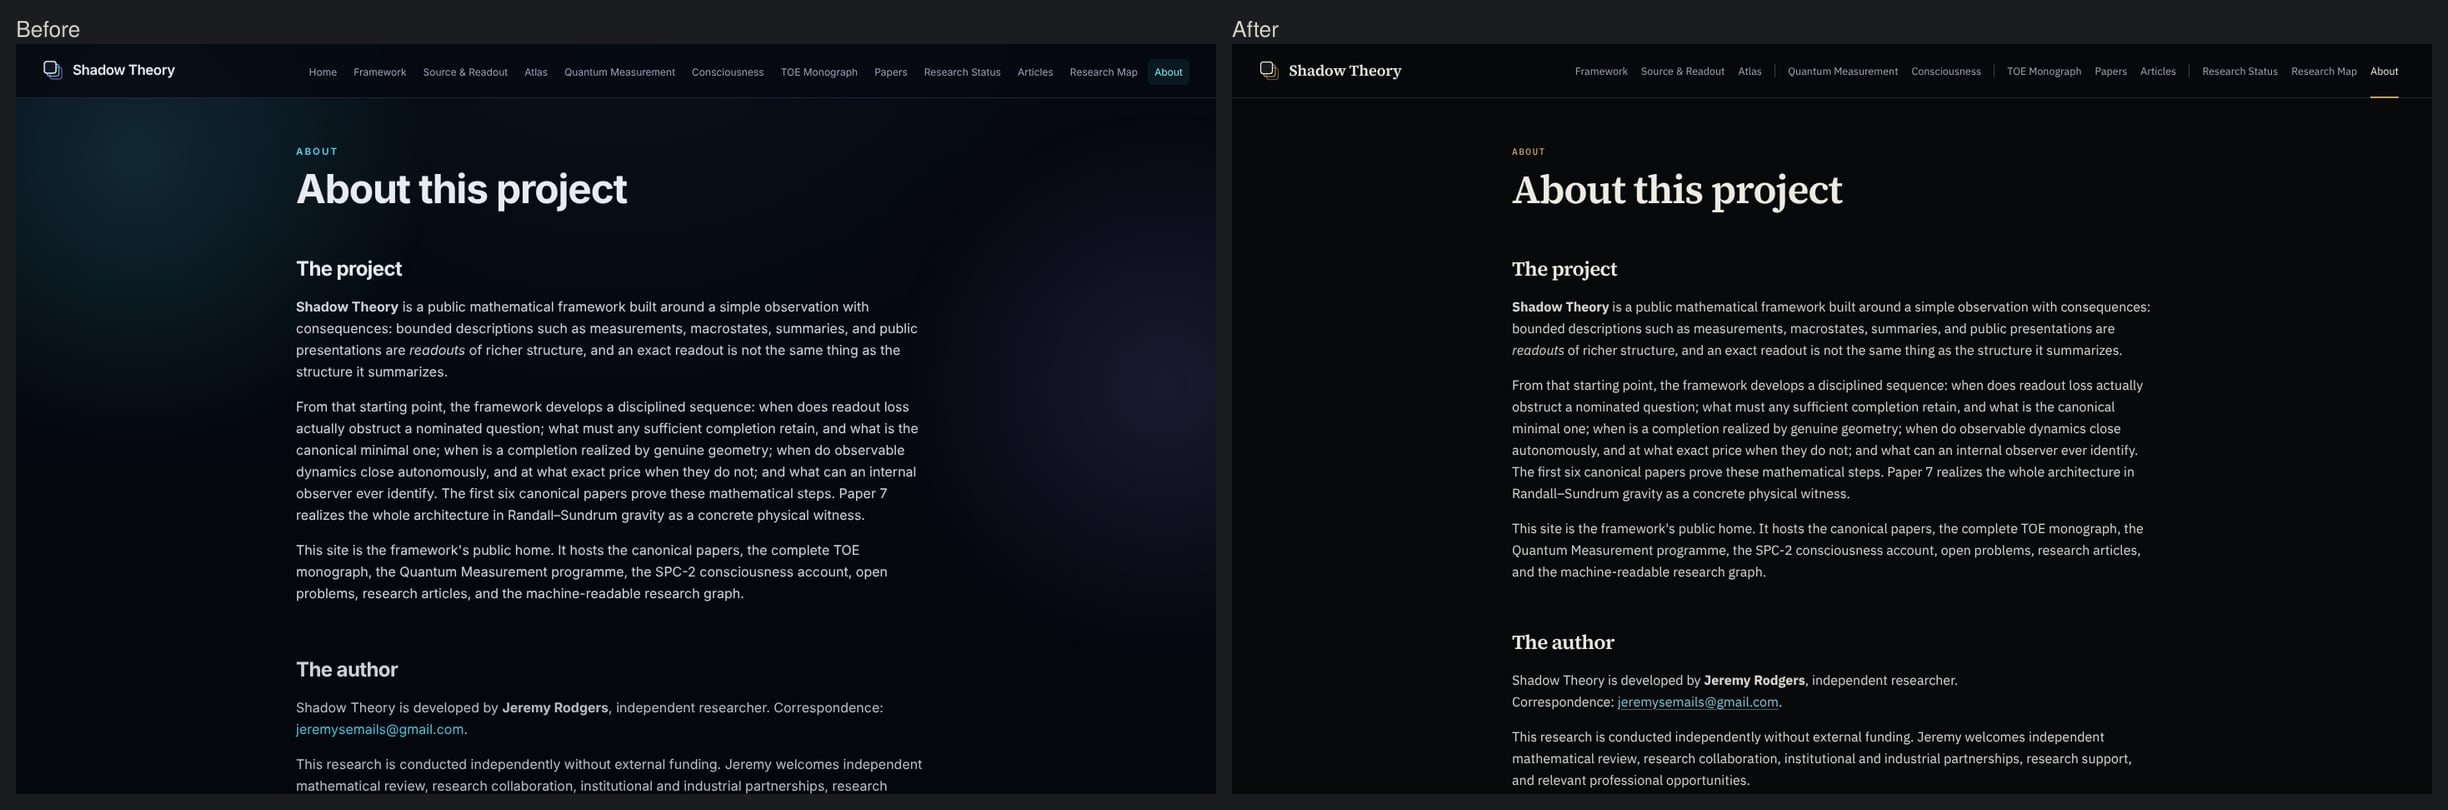 Before
Shadow Theory
Home Framework Source & Readout Atlas Quantum Measurement Consciousness TOE Monograph Papers Research Status Articles Research Map About
ABOUT
About this project
The project
Shadow Theory is a public mathematical framework built around a simple observation with
consequences: bounded descriptions such as measurements, macrostates, summaries, and public
presentations are readouts of richer structure, and an exact readout is not the same thing as the
structure it summarizes.
From that starting point, the framework develops a disciplined sequence: when does readout loss
actually obstruct a nominated question; what must any sufficient completion retain, and what is the
canonical minimal one; when is a completion realized by genuine geometry; when do observable
dynamics close autonomously, and at what exact price when they do not; and what can an internal
observer ever identify. The first six canonical papers prove these mathematical steps. Paper 7
realizes the whole architecture in Randall–Sundrum gravity as a concrete physical witness.
This site is the framework's public home. It hosts the canonical papers, the complete TOE
monograph, the Quantum Measurement programme, the SPC-2 consciousness account, open
problems, research articles, and the machine-readable research graph.
The author
Shadow Theory is developed by Jeremy Rodgers, independent researcher. Correspondence:
jeremysemails@gmail.com.
This research is conducted independently without external funding. Jeremy welcomes independent
mathematical review, research collaboration, institutional and industrial partnerships, research
After
Shadow Theory
Framework Source & Readout Atlas Quantum Measurement Consciousness TOE Monograph Papers Articles Research Status Research Map About
ABOUT
About this project
The project
Shadow Theory is a public mathematical framework built around a simple observation with consequences:
bounded descriptions such as measurements, macrostates, summaries, and public presentations are
readouts of richer structure, and an exact readout is not the same thing as the structure it summarizes.
From that starting point, the framework develops a disciplined sequence: when does readout loss actually
obstruct a nominated question; what must any sufficient completion retain, and what is the canonical
minimal one; when is a completion realized by genuine geometry; when do observable dynamics close
autonomously, and at what exact price when they do not; and what can an internal observer ever identify.
The first six canonical papers prove these mathematical steps. Paper 7 realizes the whole architecture in
Randall–Sundrum gravity as a concrete physical witness.
This site is the framework's public home. It hosts the canonical papers, the complete TOE monograph, the
Quantum Measurement programme, the SPC-2 consciousness account, open problems, research articles,
and the machine-readable research graph.
The author
Shadow Theory is developed by Jeremy Rodgers, independent researcher.
Correspondence: jeremysemails@gmail.com.
This research is conducted independently without external funding. Jeremy welcomes independent
mathematical review, research collaboration, institutional and industrial partnerships, research support,
and relevant professional opportunities.